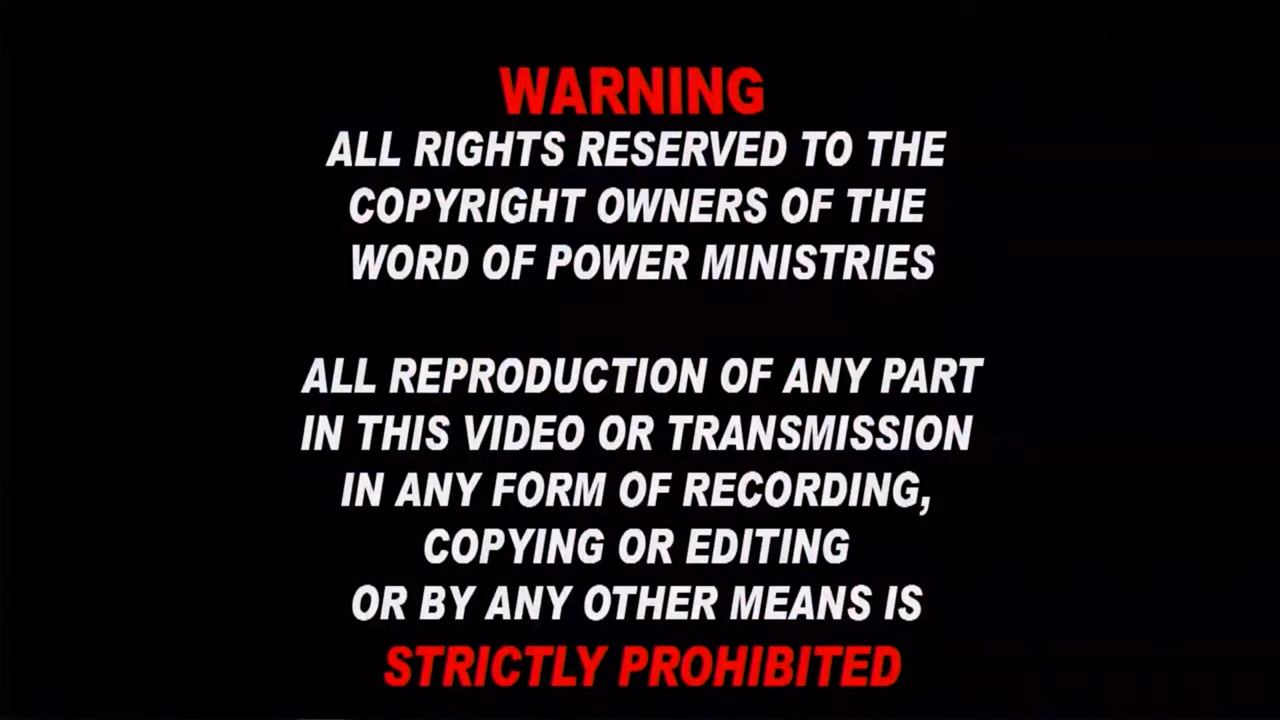 WARNING
ALL RIGHTS RESERVED TO THE
COPYRIGHT OWNERS OF THE
WORD OF POWER MINISTRIES
ALL REPRODUCTION OF ANY PART
IN THIS VIDEO OR TRANSMISSION
IN ANY FORM OF RECORDING,
COPYING OR EDITING
OR BY ANY OTHER MEANS IS
STRICTLY PROHIBITED